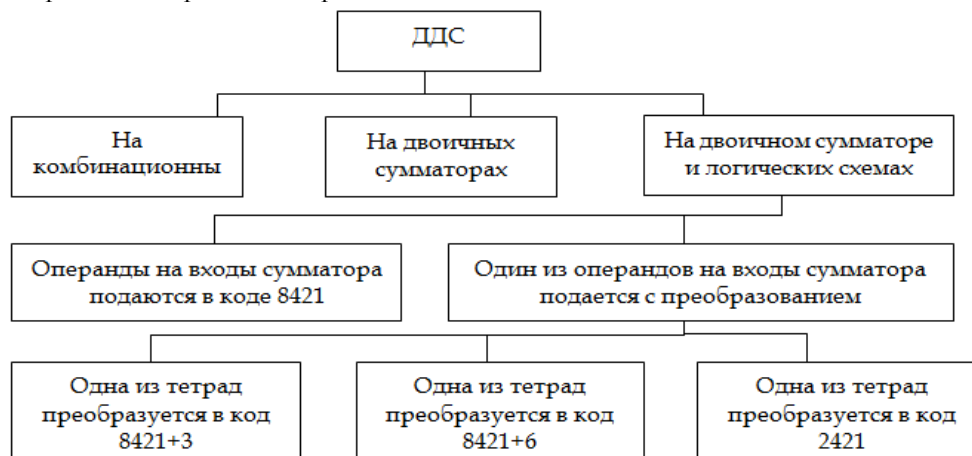 ДДС
На
комбинационны
На двоичных
сумматорах
На двоичном сумматоре
и логических схемах
Операнды на входы сумматора
подаются в коде 8421
Один из операндов на входы сумматора
подается с преобразованием
Одна из тетрад
преобразуется в код
8421+3
Одна из тетрад
преобразуется в код
8421+6
Одна из тетрад
преобразуется в код
2421